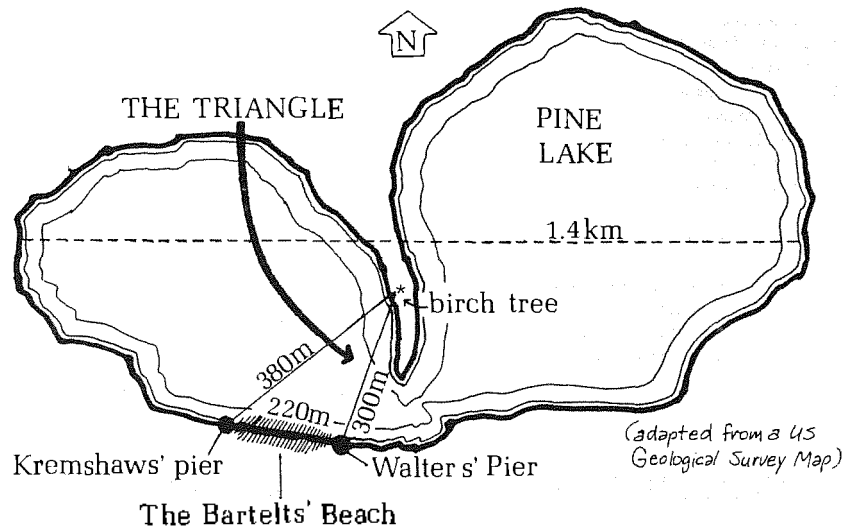 N
THE TRIANGLE
PINE
LAKE
1.4km
*
birch tree
380m
220m
300m
Kremshaws' pier
Walter s' Pier
(adapted from a US
Geological Survey Map)
The Bartelts' Beach